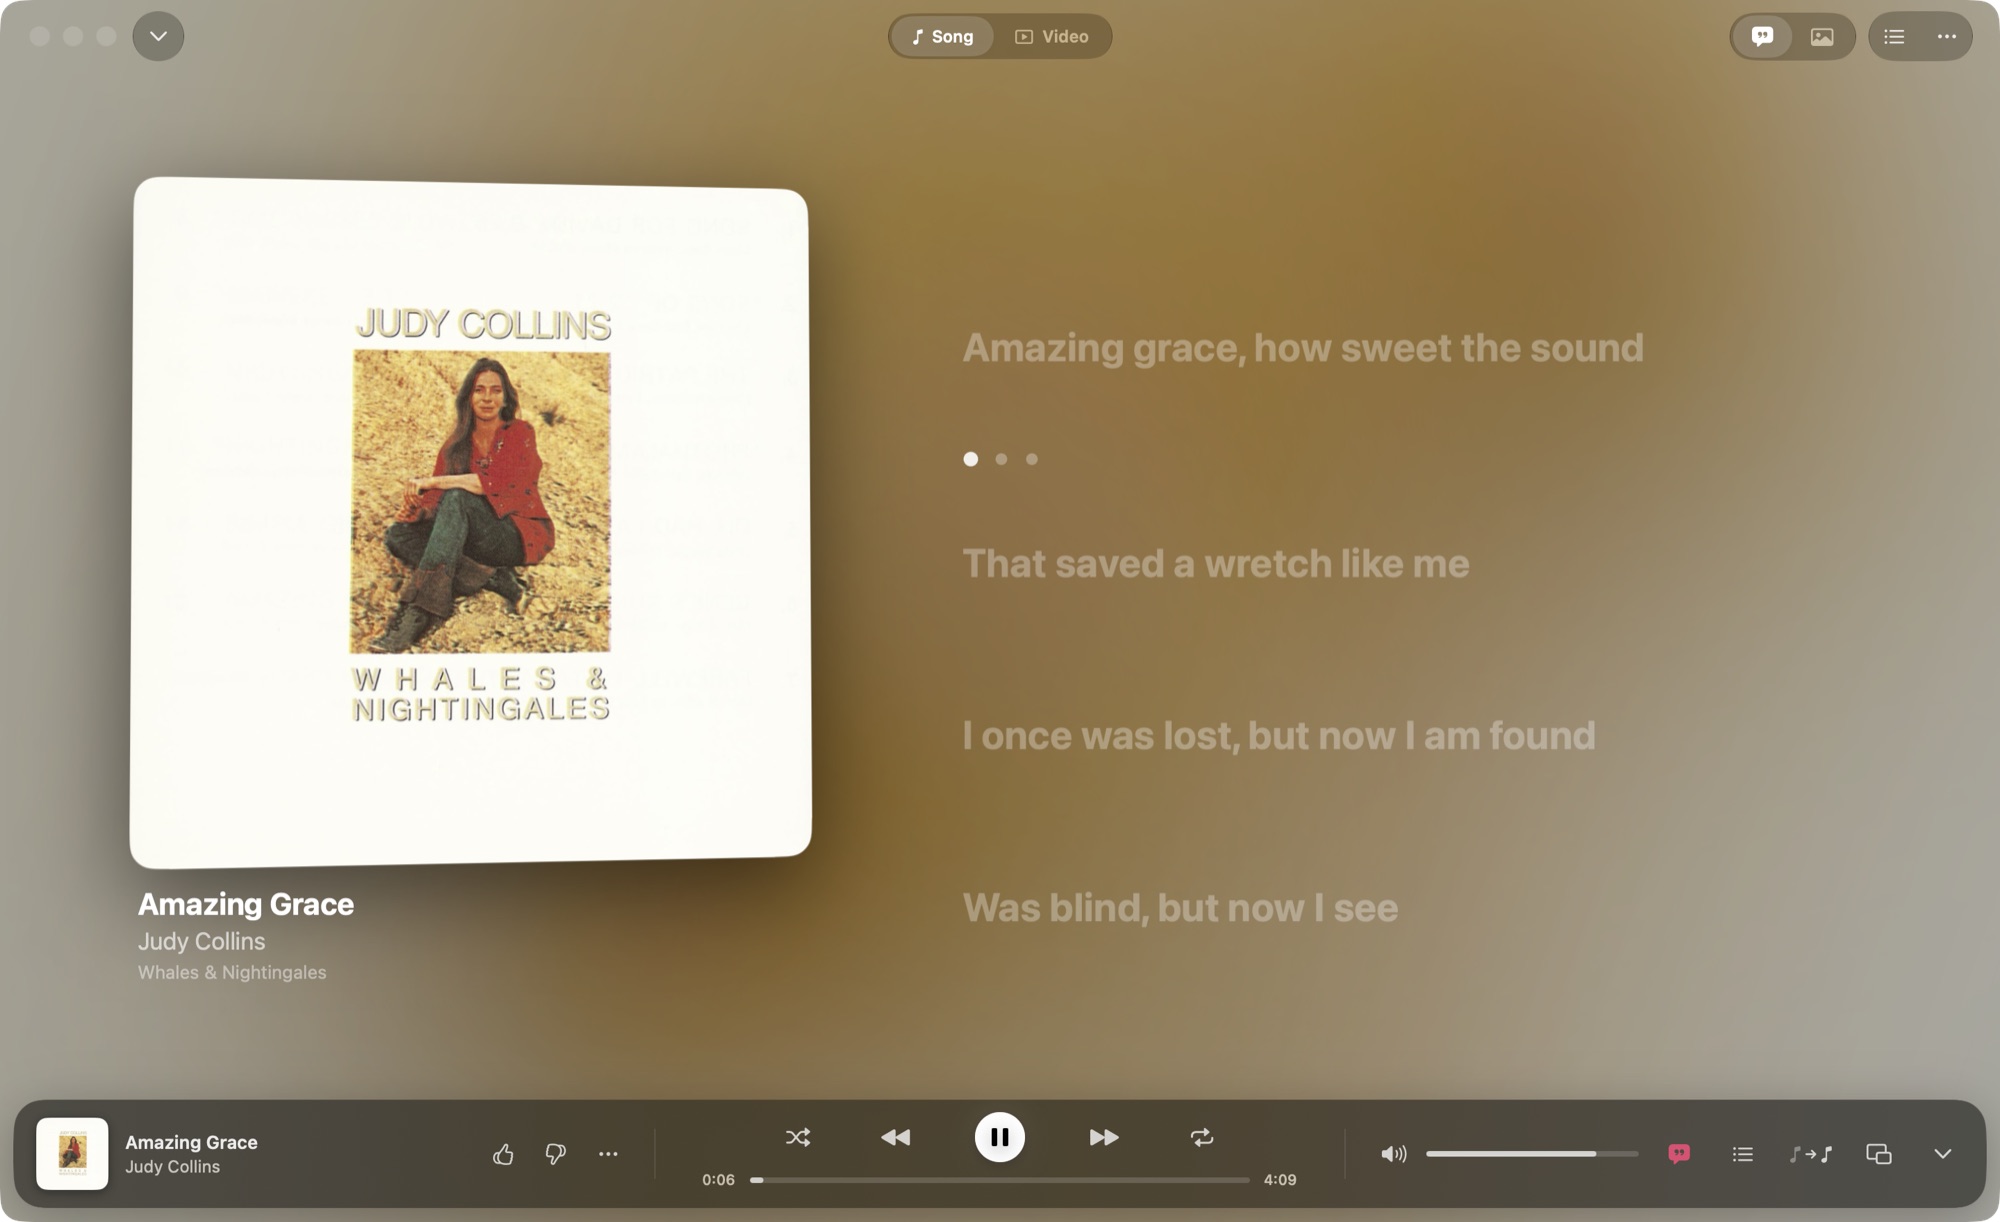 Song
Video
JUDY COLLINS
WHALES &
NIGHTINGALES
Amazing Grace
Judy Collins
Whales & Nightingales
Amazing grace, how sweet the sound
That saved a wretch like me
I once was lost, but now I am found
Was blind, but now I see
Amazing Grace
Judy Collins
0:06
4:09